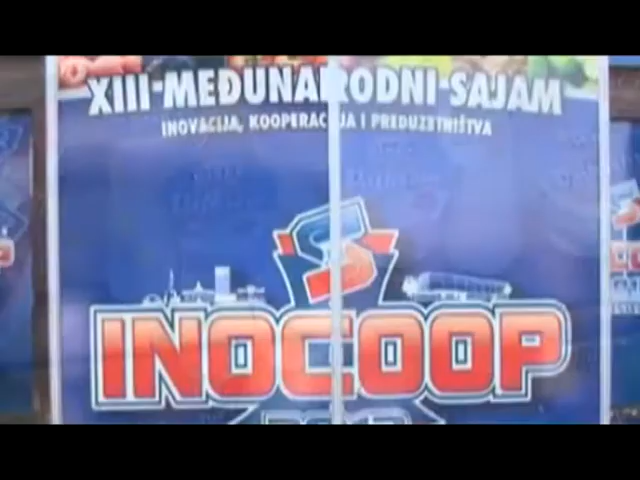 XIII-MEĐUNARODNI-SAJAM
INOVACIJA, KOOPERACIJA I PREDUZETNIŠTVA
S
INOCOOP